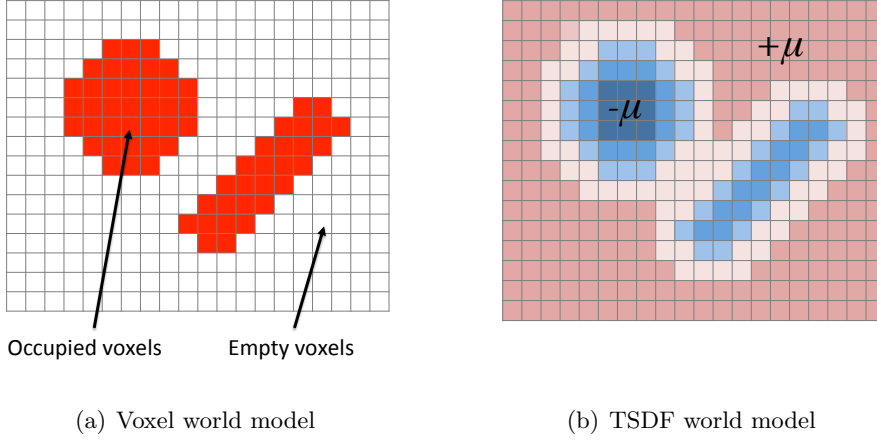 +μ
-μ
Occupied voxels
Empty voxels
(a) Voxel world model
(b) TSDF world model